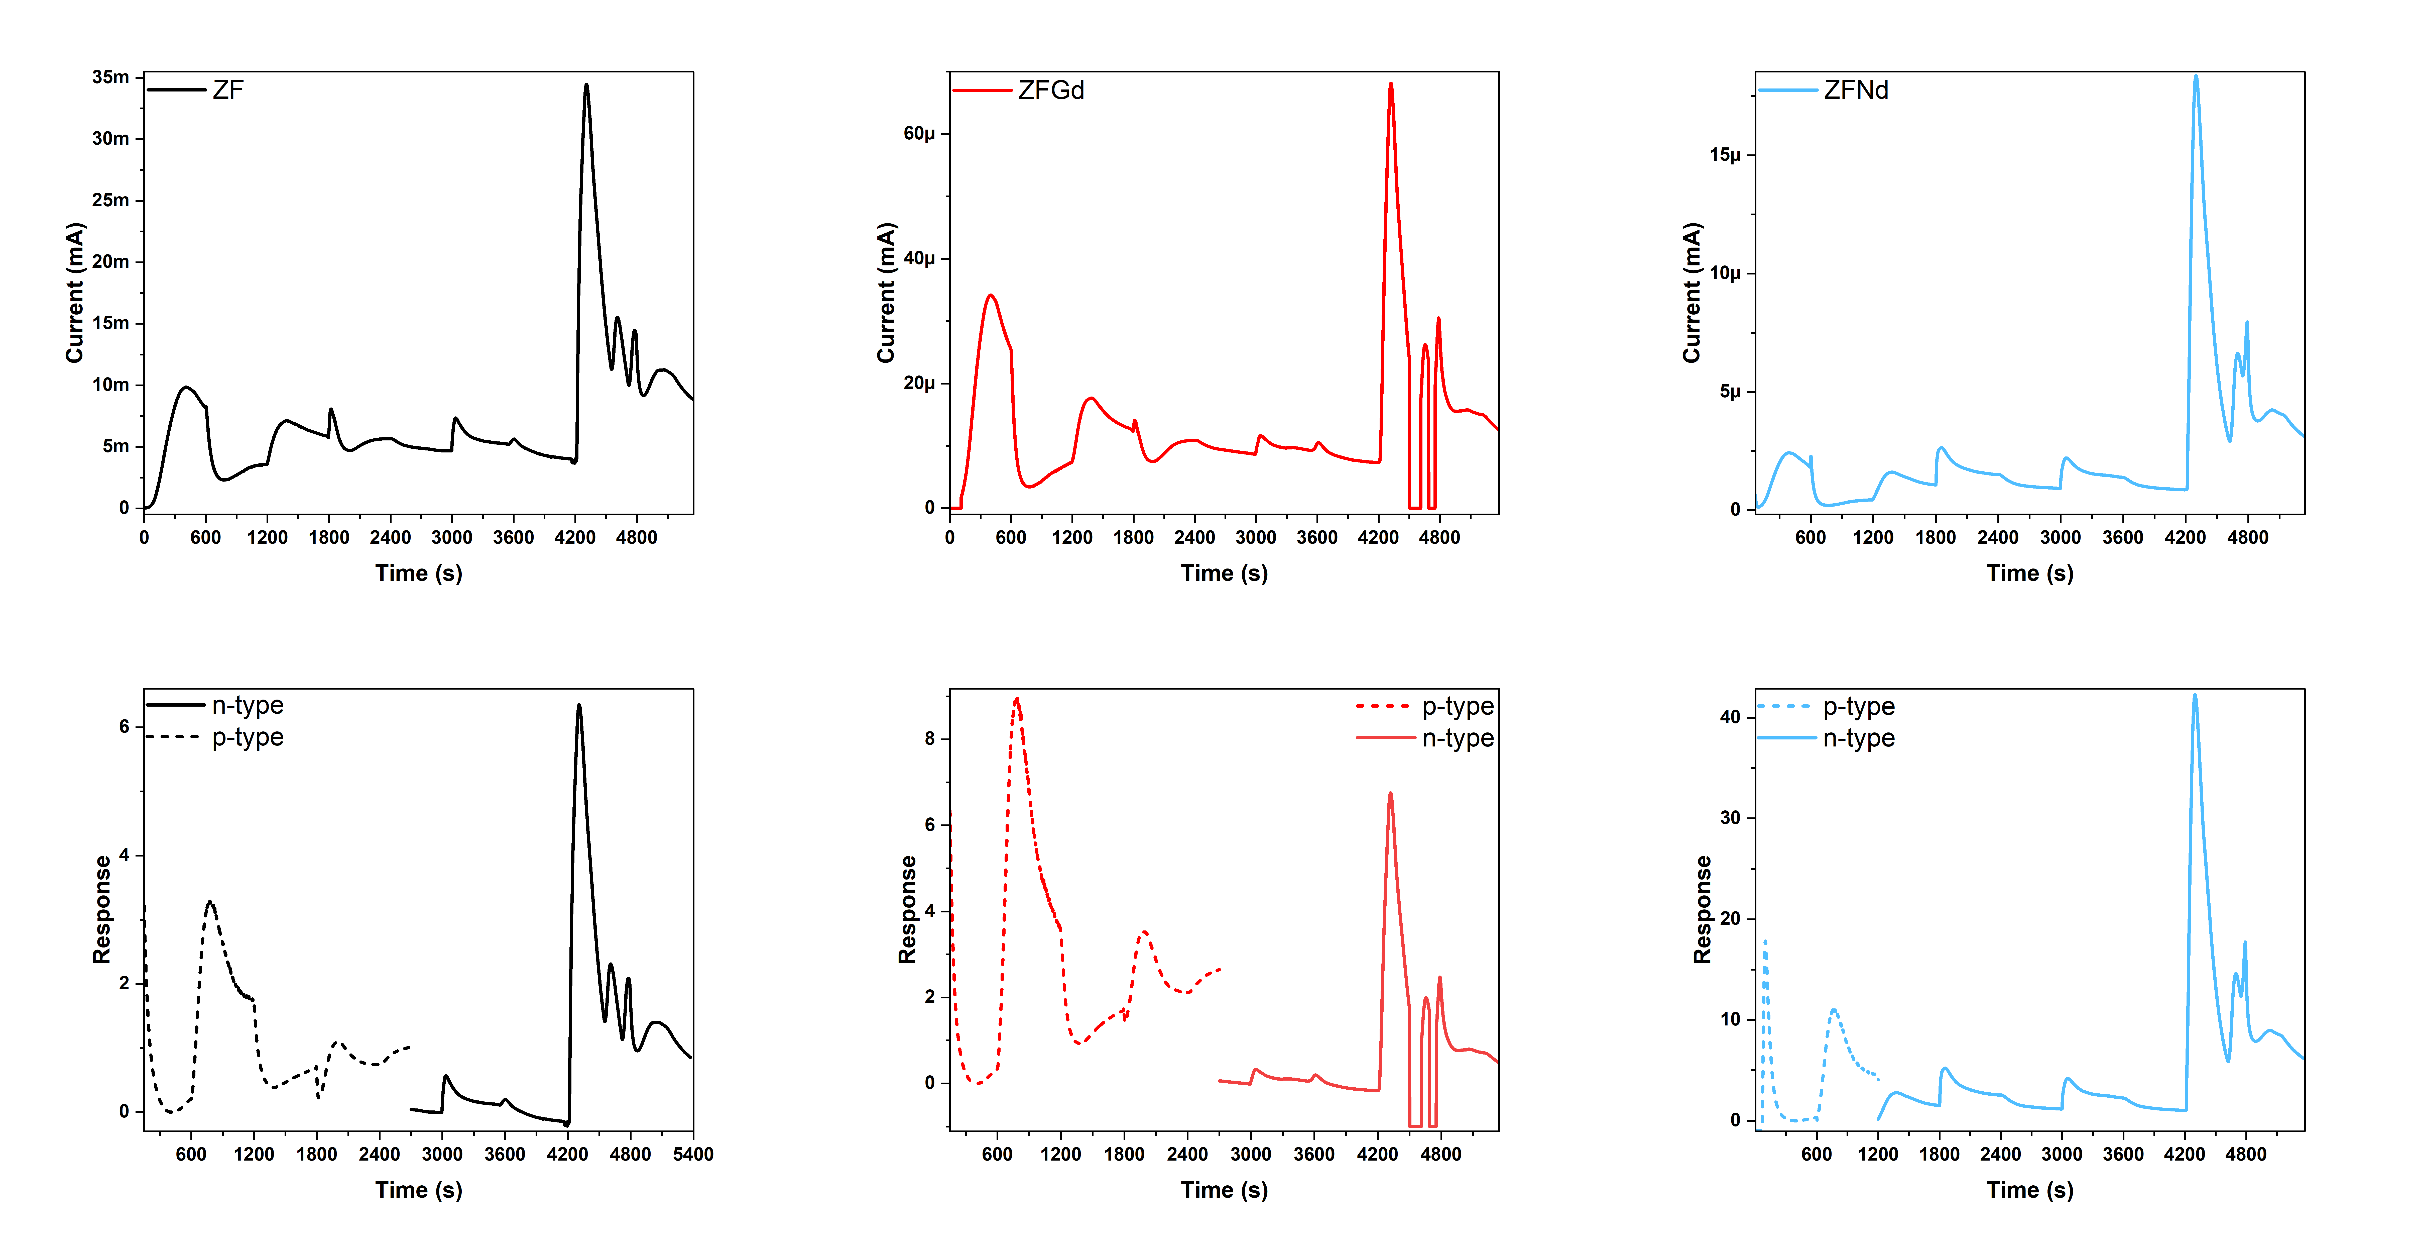 ZF
35m
30m
25m
20m
15m
10m
5m
0
Current (mA)
0 600 1200 1800 2400 3000 3600 4200 4800
Time (s)
ZFGd
60µ
40µ
20µ
0
Current (mA)
0 600 1200 1800 2400 3000 3600 4200 4800
Time (s)
ZFNd
15µ
10µ
5µ
0
Current (mA)
600 1200 1800 2400 3000 3600 4200 4800
Time (s)
n-type
p-type
6
4
2
0
Response
600 1200 1800 2400 3000 3600 4200 4800 5400
Time (s)
p-type
n-type
8
6
4
2
0
Response
600 1200 1800 2400 3000 3600 4200 4800
Time (s)
p-type
n-type
40
30
20
10
0
Response
600 1200 1800 2400 3000 3600 4200 4800
Time (s)